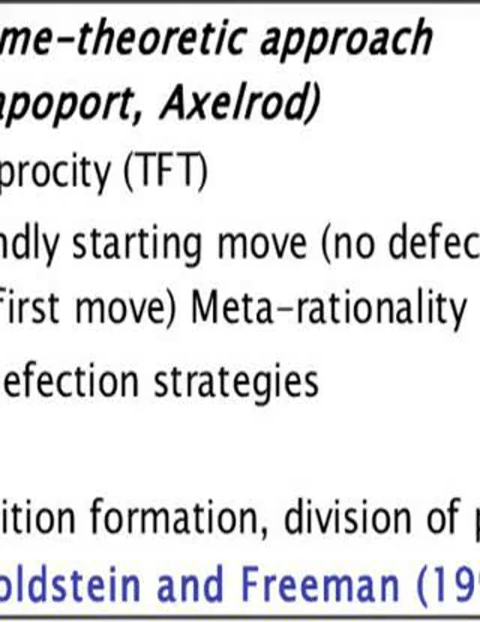 me-theoretic approach
apoport, Axelrod)
procity (TFT)
ndly starting move (no defec
first move) Meta-rationality
efection strategies
ition formation, division of p
oldstein and Freeman (199